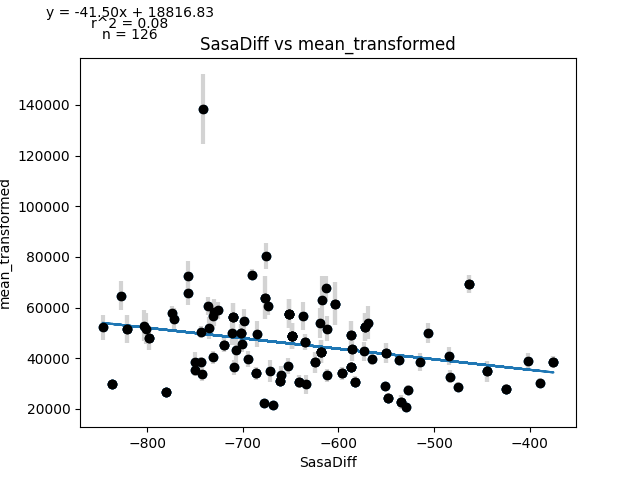 y = -41.50x + 18816.83
r^2 = 0.08
n = 126
SasaDiff vs mean_transformed
mean_transformed
140000
120000
100000
80000
60000
40000
20000
−800
−700
−600
−500
−400
SasaDiff